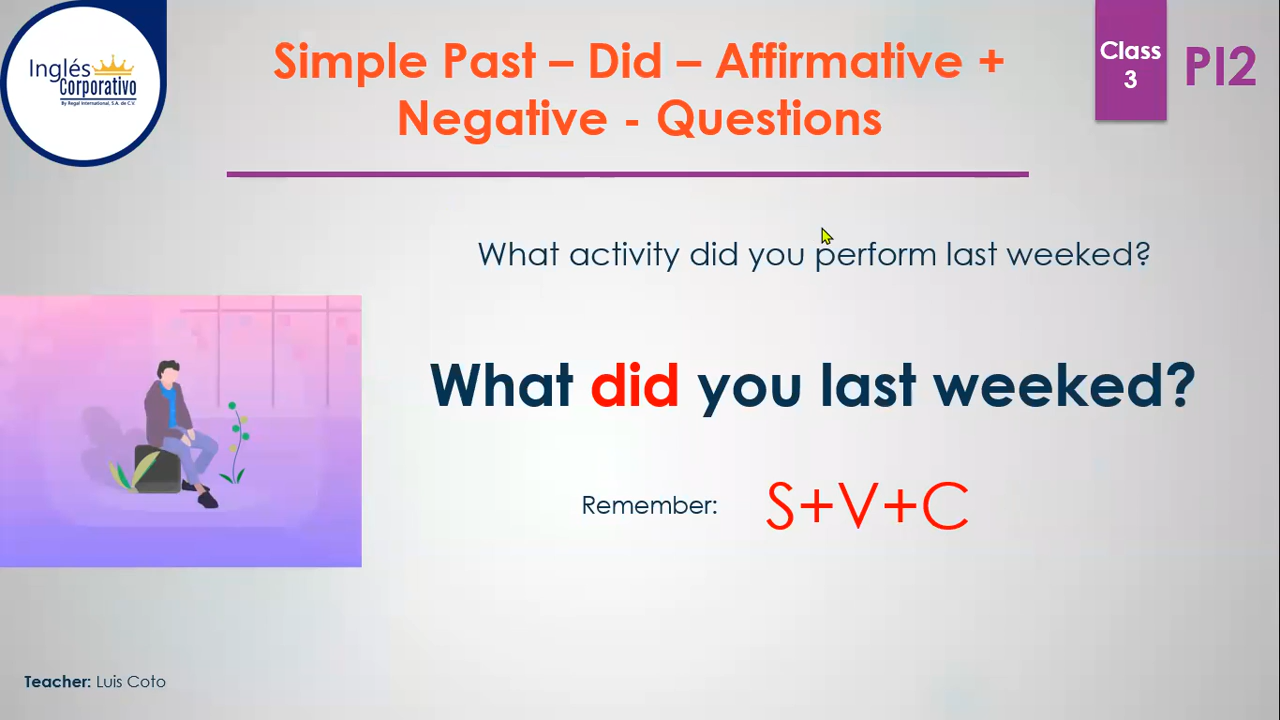 Inglés
Corporativo
By Regal International, S.A. de C.V.
Simple Past – Did – Affirmative +
Negative - Questions
Class
3
PI2
What activity did you perform last weeked?
What did you last weeked?
Remember: S+V+C
Teacher: Luis Coto